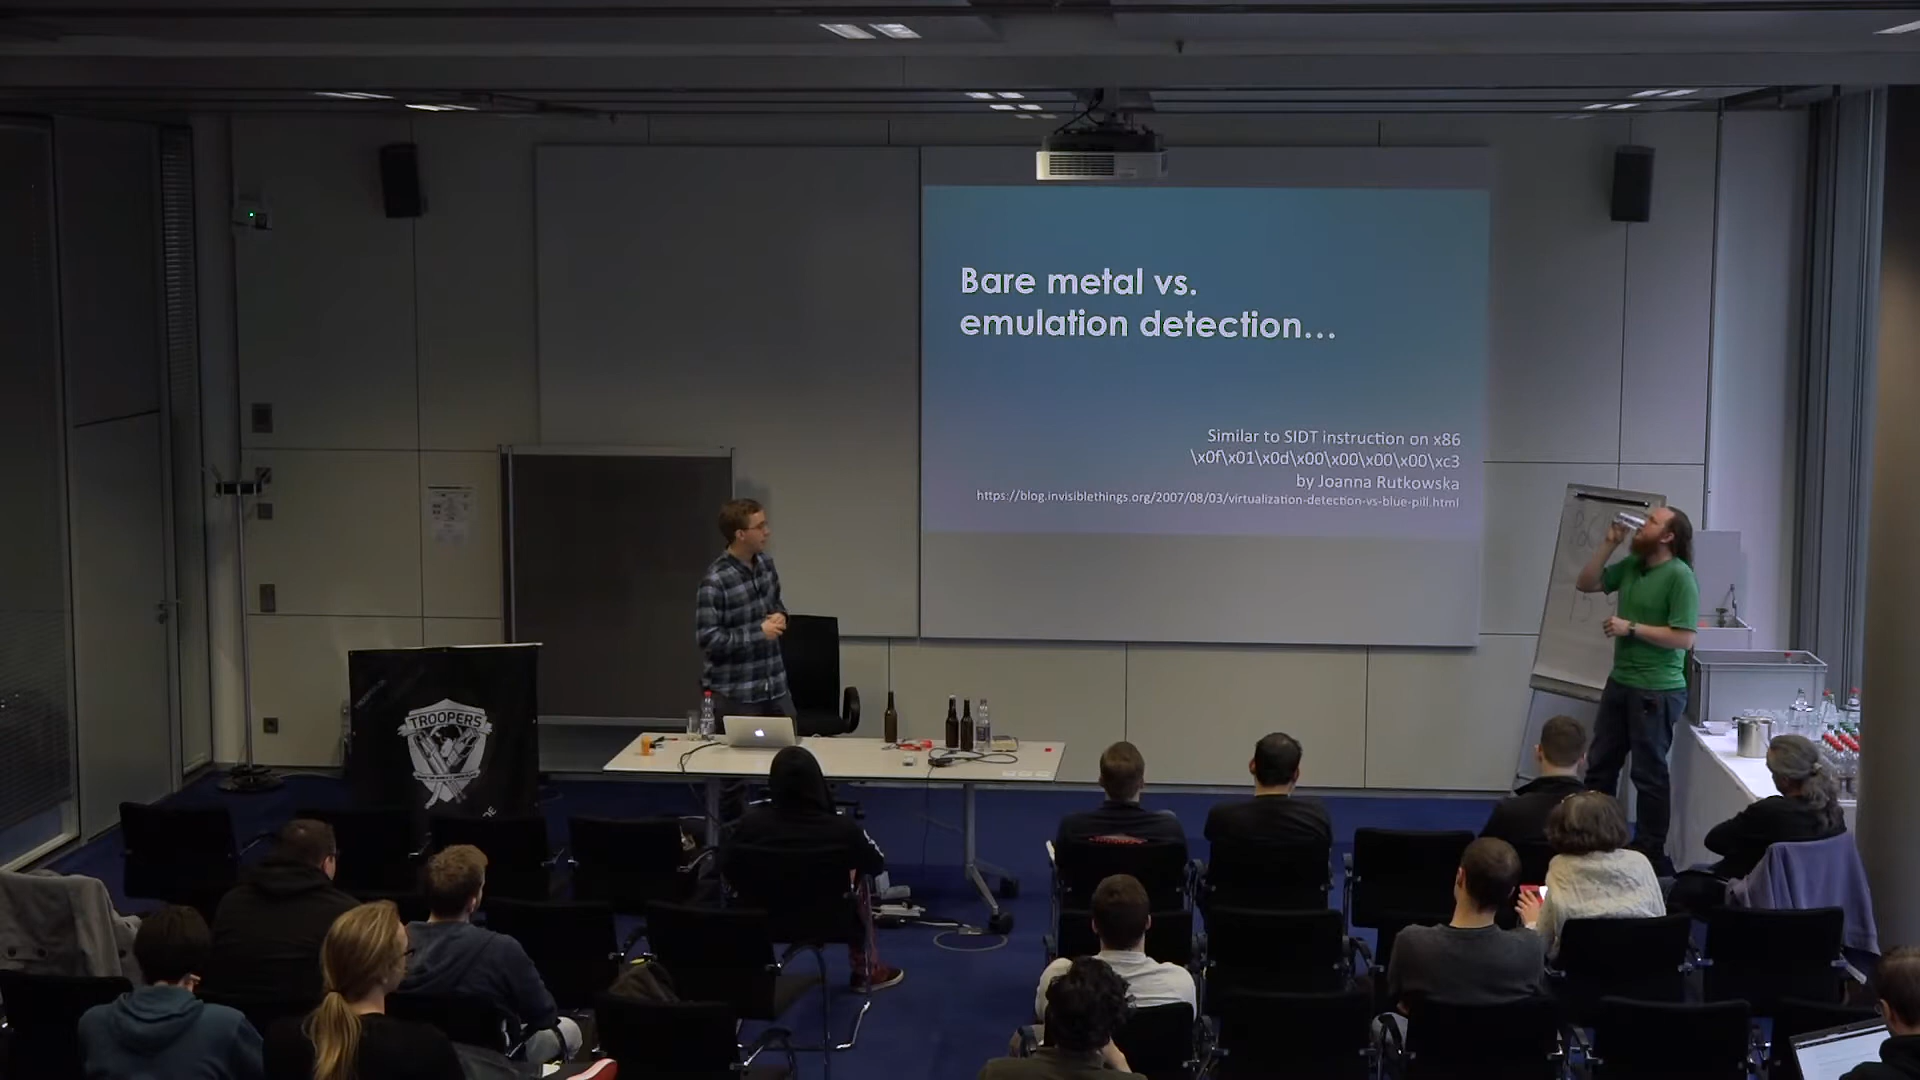 Bare metal vs.
emulation detection...
Similar to SIDT instruction on x86
\x0f\x01\x0d\x00\x00\x00\x00\xc3
by Joanna Rutkowska
https://blog.invisiblethings.org/2007/08/03/virtualization-detection-vs-blue-pill.html
TROOPERS